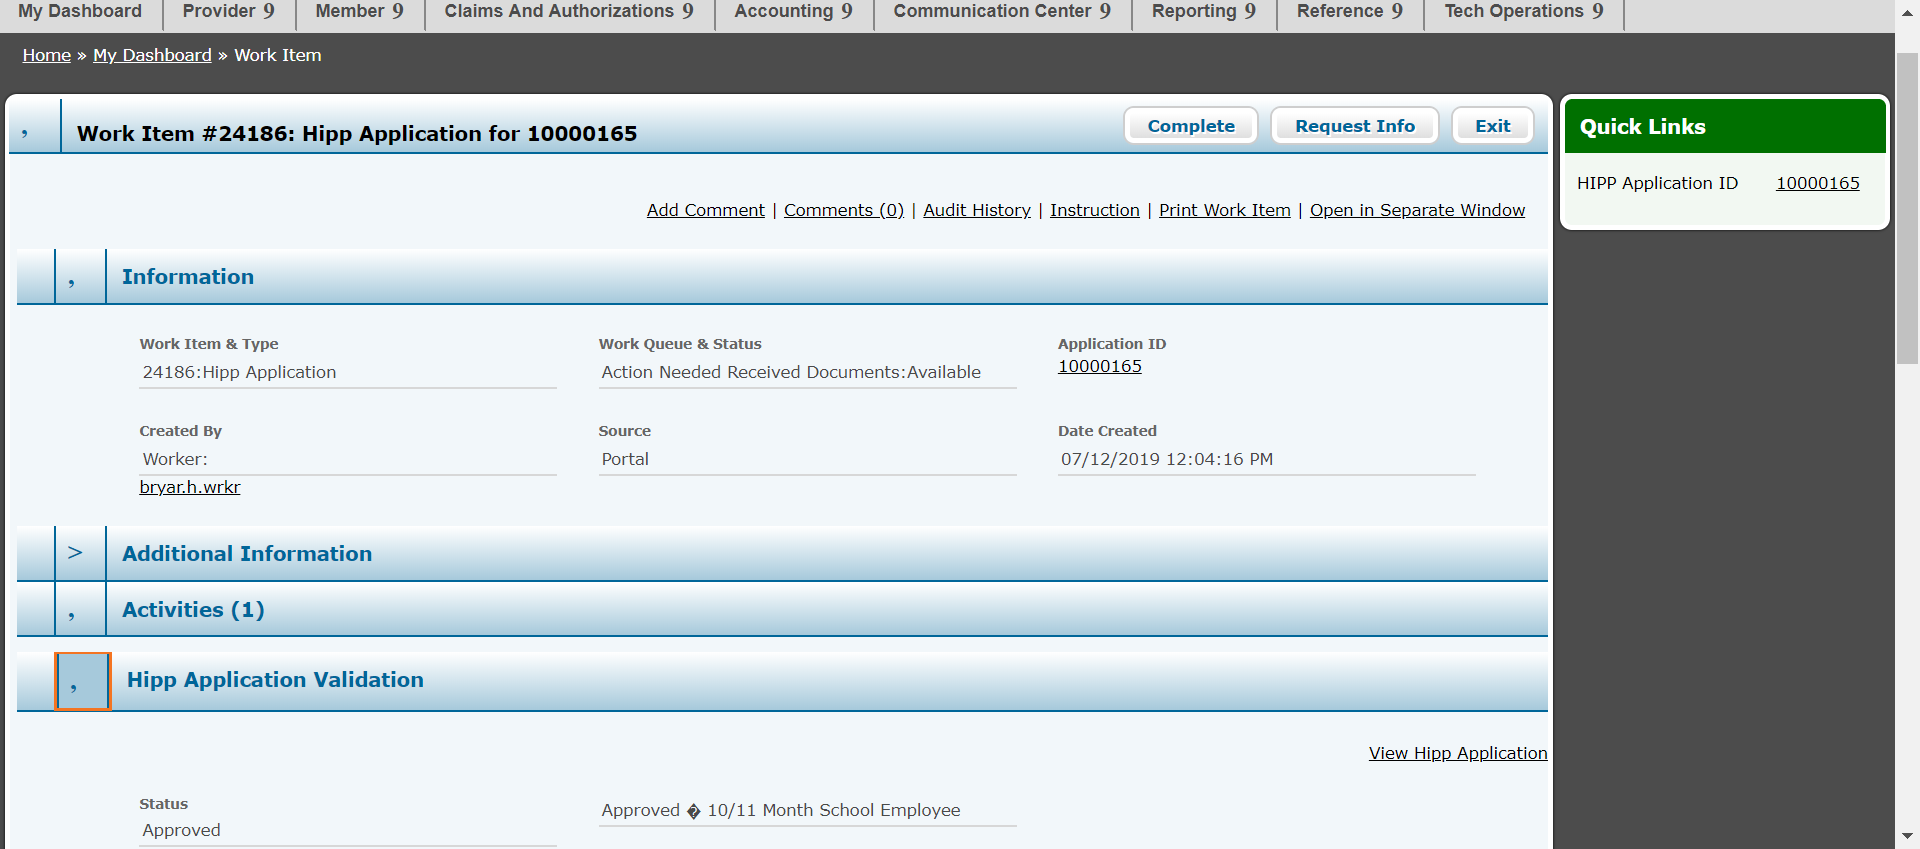 My Dashboard Provider 9 Member 9 Claims And Authorizations 9 Accounting 9 Communication Center 9 Reporting 9 Reference 9 Tech Operations 9
Home » My Dashboard » Work Item
, Work Item #24186: Hipp Application for 10000165 Complete Request Info Exit
Quick Links
HIPP Application ID 10000165
Add Comment | Comments (0) | Audit History | Instruction | Print Work Item | Open in Separate Window
, Information
Work Item & Type Work Queue & Status Application ID
24186:Hipp Application Action Needed Received Documents:Available 10000165
Created By Source Date Created
Worker: Portal 07/12/2019 12:04:16 PM
bryar.h.wrkr
> Additional Information
, Activities (1)
, Hipp Application Validation
View Hipp Application
Status
Approved Approved � 10/11 Month School Employee